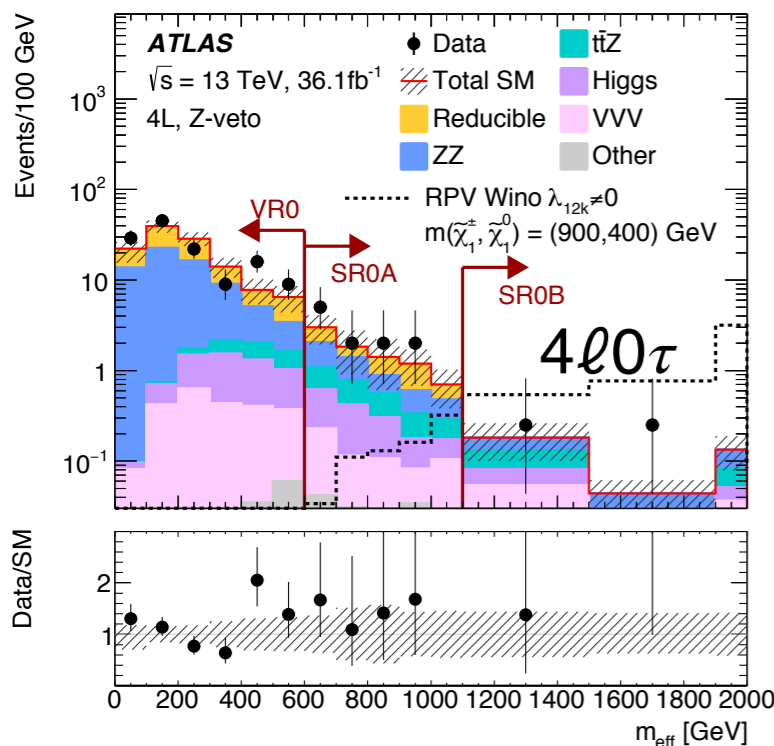 ATLAS
√s = 13 TeV, 36.1fb⁻¹
4L, Z-veto
Data
Total SM
Reducible
ZZ
tt̄Z
Higgs
VVV
Other
RPV Wino λ₁₂ₖ≠0
m(χ̃₁±, χ̃₁⁰) = (900,400) GeV
VR0
SR0A
SR0B
4ℓ0τ
Events/100 GeV
10³
10²
10
1
10⁻¹
Data/SM
2
1
0 200 400 600 800 1000 1200 1400 1600 1800 2000
m_eff [GeV]